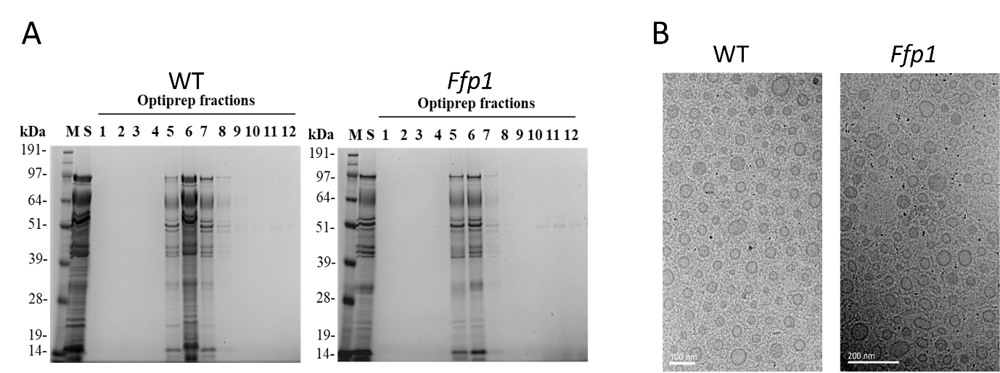 A
B
WT
Ffp1
WT
Ffp1
Optiprep fractions
Optiprep fractions
kDa M S 1 2 3 4 5 6 7 8 9 10 11 12
kDa M S 1 2 3 4 5 6 7 8 9 10 11 12
191-
97-
64-
51-
39-
28-
19-
14-
191-
97-
64-
51-
39-
28-
19-
14-
100 nm
200 nm